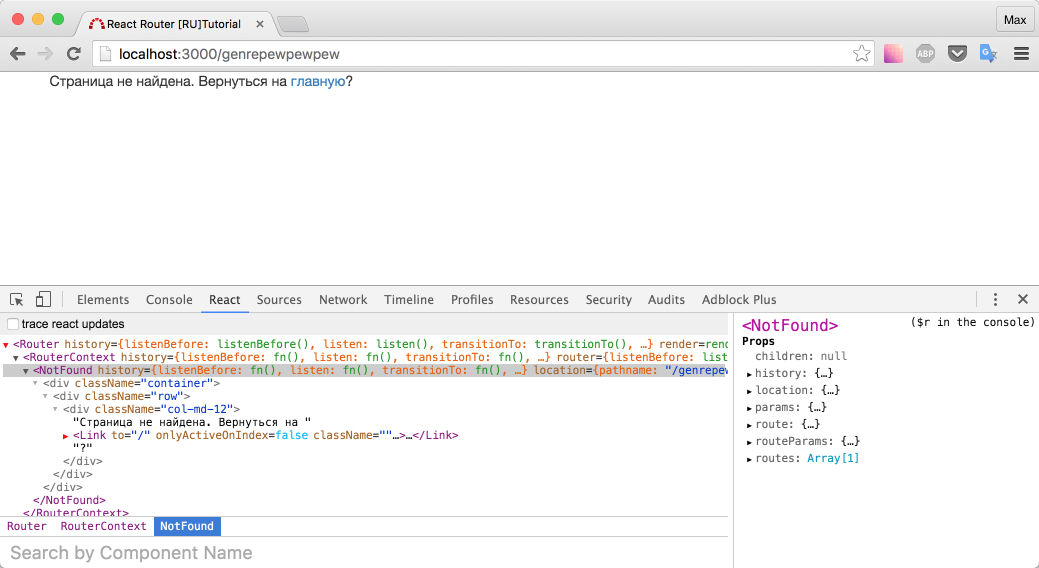 React Router [RU]Tutorial
Max
localhost:3000/genrepewpewpew
ABP
Страница не найдена. Вернуться на главную?
Elements Console React Sources Network Timeline Profiles Resources Security Audits Adblock Plus
trace react updates
<Router history={listenBefore: listenBefore(), listen: listen(), transitionTo: transitionTo(), …} render=rend
<RouterContext history={listenBefore: fn(), listen: fn(), transitionTo: fn(), …} router={listenBefore: list
<NotFound history={listenBefore: fn(), listen: fn(), transitionTo: fn(), …} location={pathname: "/genrepew
<div className="container">
<div className="row">
<div className="col-md-12">
"Страница не найдена. Вернуться на "
<Link to="/" onlyActiveOnIndex=false className=""…>…</Link>
"?"
</div>
</div>
</div>
</NotFound>
</RouterContext>
Router RouterContext NotFound
Search by Component Name
<NotFound> ($r in the console)
Props
children: null
history: {…}
location: {…}
params: {…}
route: {…}
routeParams: {…}
routes: Array[1]